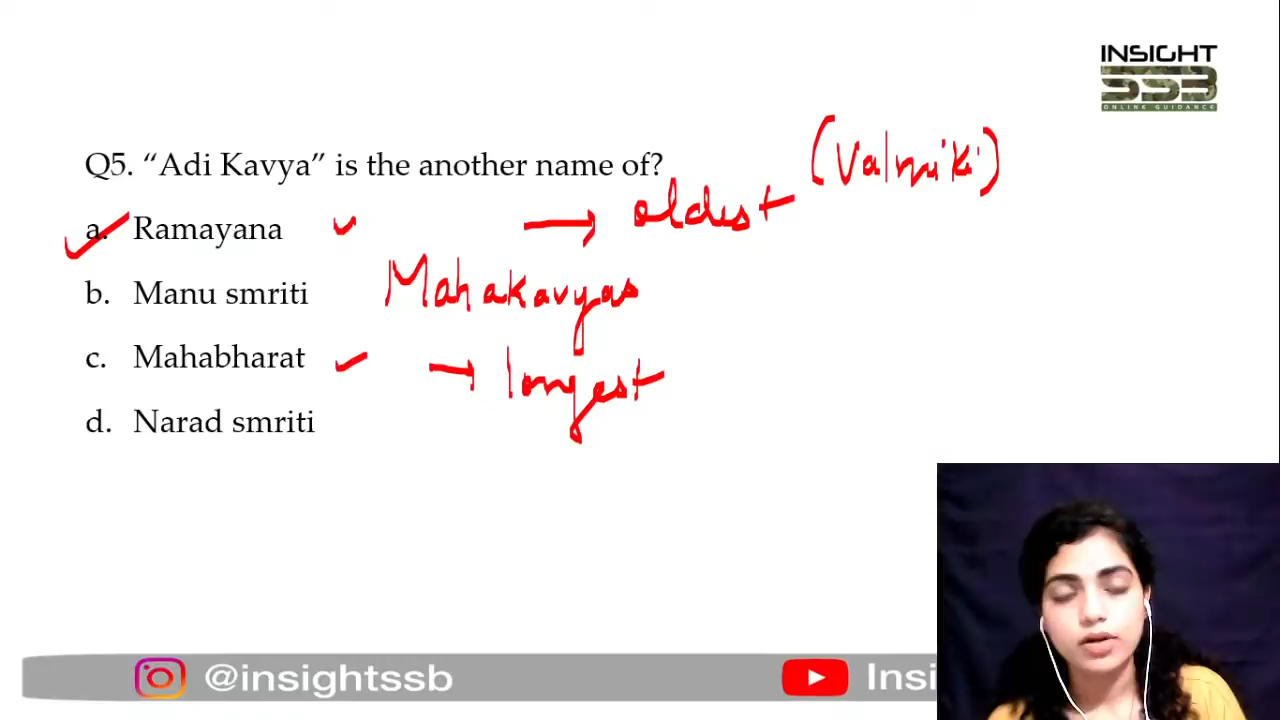 INSIGHT
SSB
ONLINE GUIDANCE
(Valmiki)
Q5. “Adi Kavya” is the another name of?
→ oldest
a. Ramayana
Mahakavyas
b. Manu smriti
c. Mahabharat
→ longest
d. Narad smriti
@insightssb
Insi